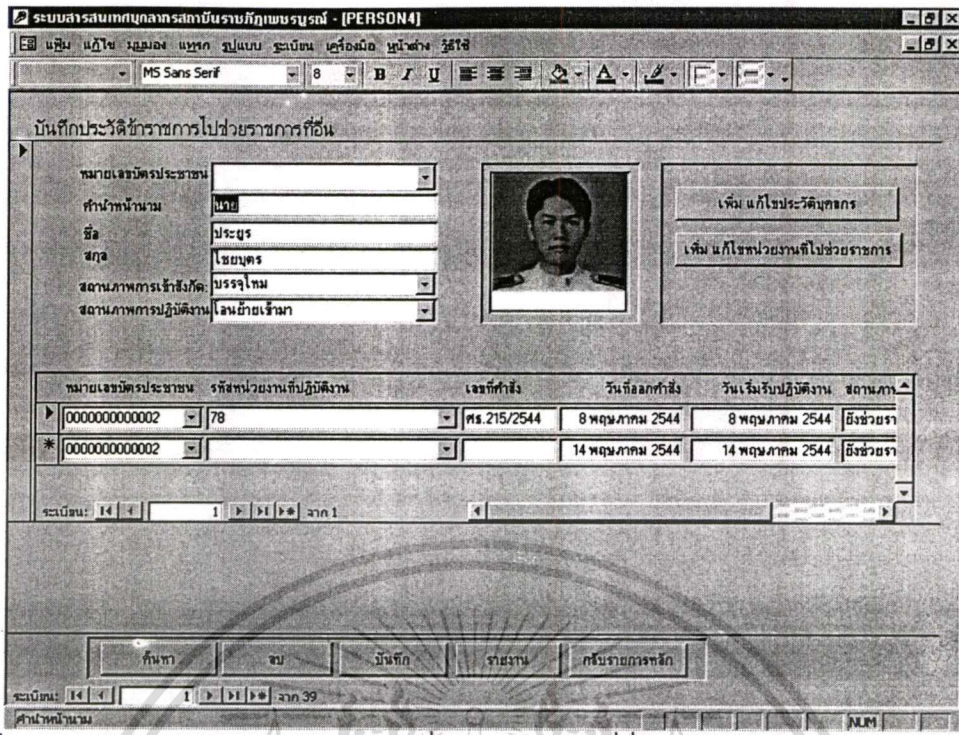 ระบบสารสนเทศบุคลากรสถาบันราชภัฏเพชรบูรณ์ - [PERSON4]
แฟ้ม แก้ไข มุมมอง แทรก รูปแบบ ระเบียน เครื่องมือ หน้าต่าง วิธีใช้
MS Sans Serif 8 B I U
บันทึกประวัติข้าราชการไปช่วยราชการที่อื่น
หมายเลขบัตรประชาชน
คำนำหน้านาม นาย
ชื่อ ประยูร
สกุล ไชยบุตร
สถานภาพการเข้าสังกัด: บรรจุใหม่
สถานภาพการปฏิบัติงาน โอนย้ายเข้ามา
เพิ่ม แก้ไขประวัติบุคลากร
เพิ่ม แก้ไขหน่วยงานที่ไปช่วยราชการ
หมายเลขบัตรประชาชน รหัสหน่วยงานที่ปฏิบัติงาน เลขที่คำสั่ง วันที่ออกคำสั่ง วันเริ่มรับปฏิบัติงาน สถานภาพ
0000000000002 78 ศธ.215/2544 8 พฤษภาคม 2544 8 พฤษภาคม 2544 ยังช่วยรา
0000000000002 14 พฤษภาคม 2544 14 พฤษภาคม 2544 ยังช่วยรา
ระเบียน: 1 จาก 1
ค้นหา ลบ บันทึก รายงาน กลับรายการหลัก
ระเบียน: 1 จาก 39
คำนำหน้านาม NUM